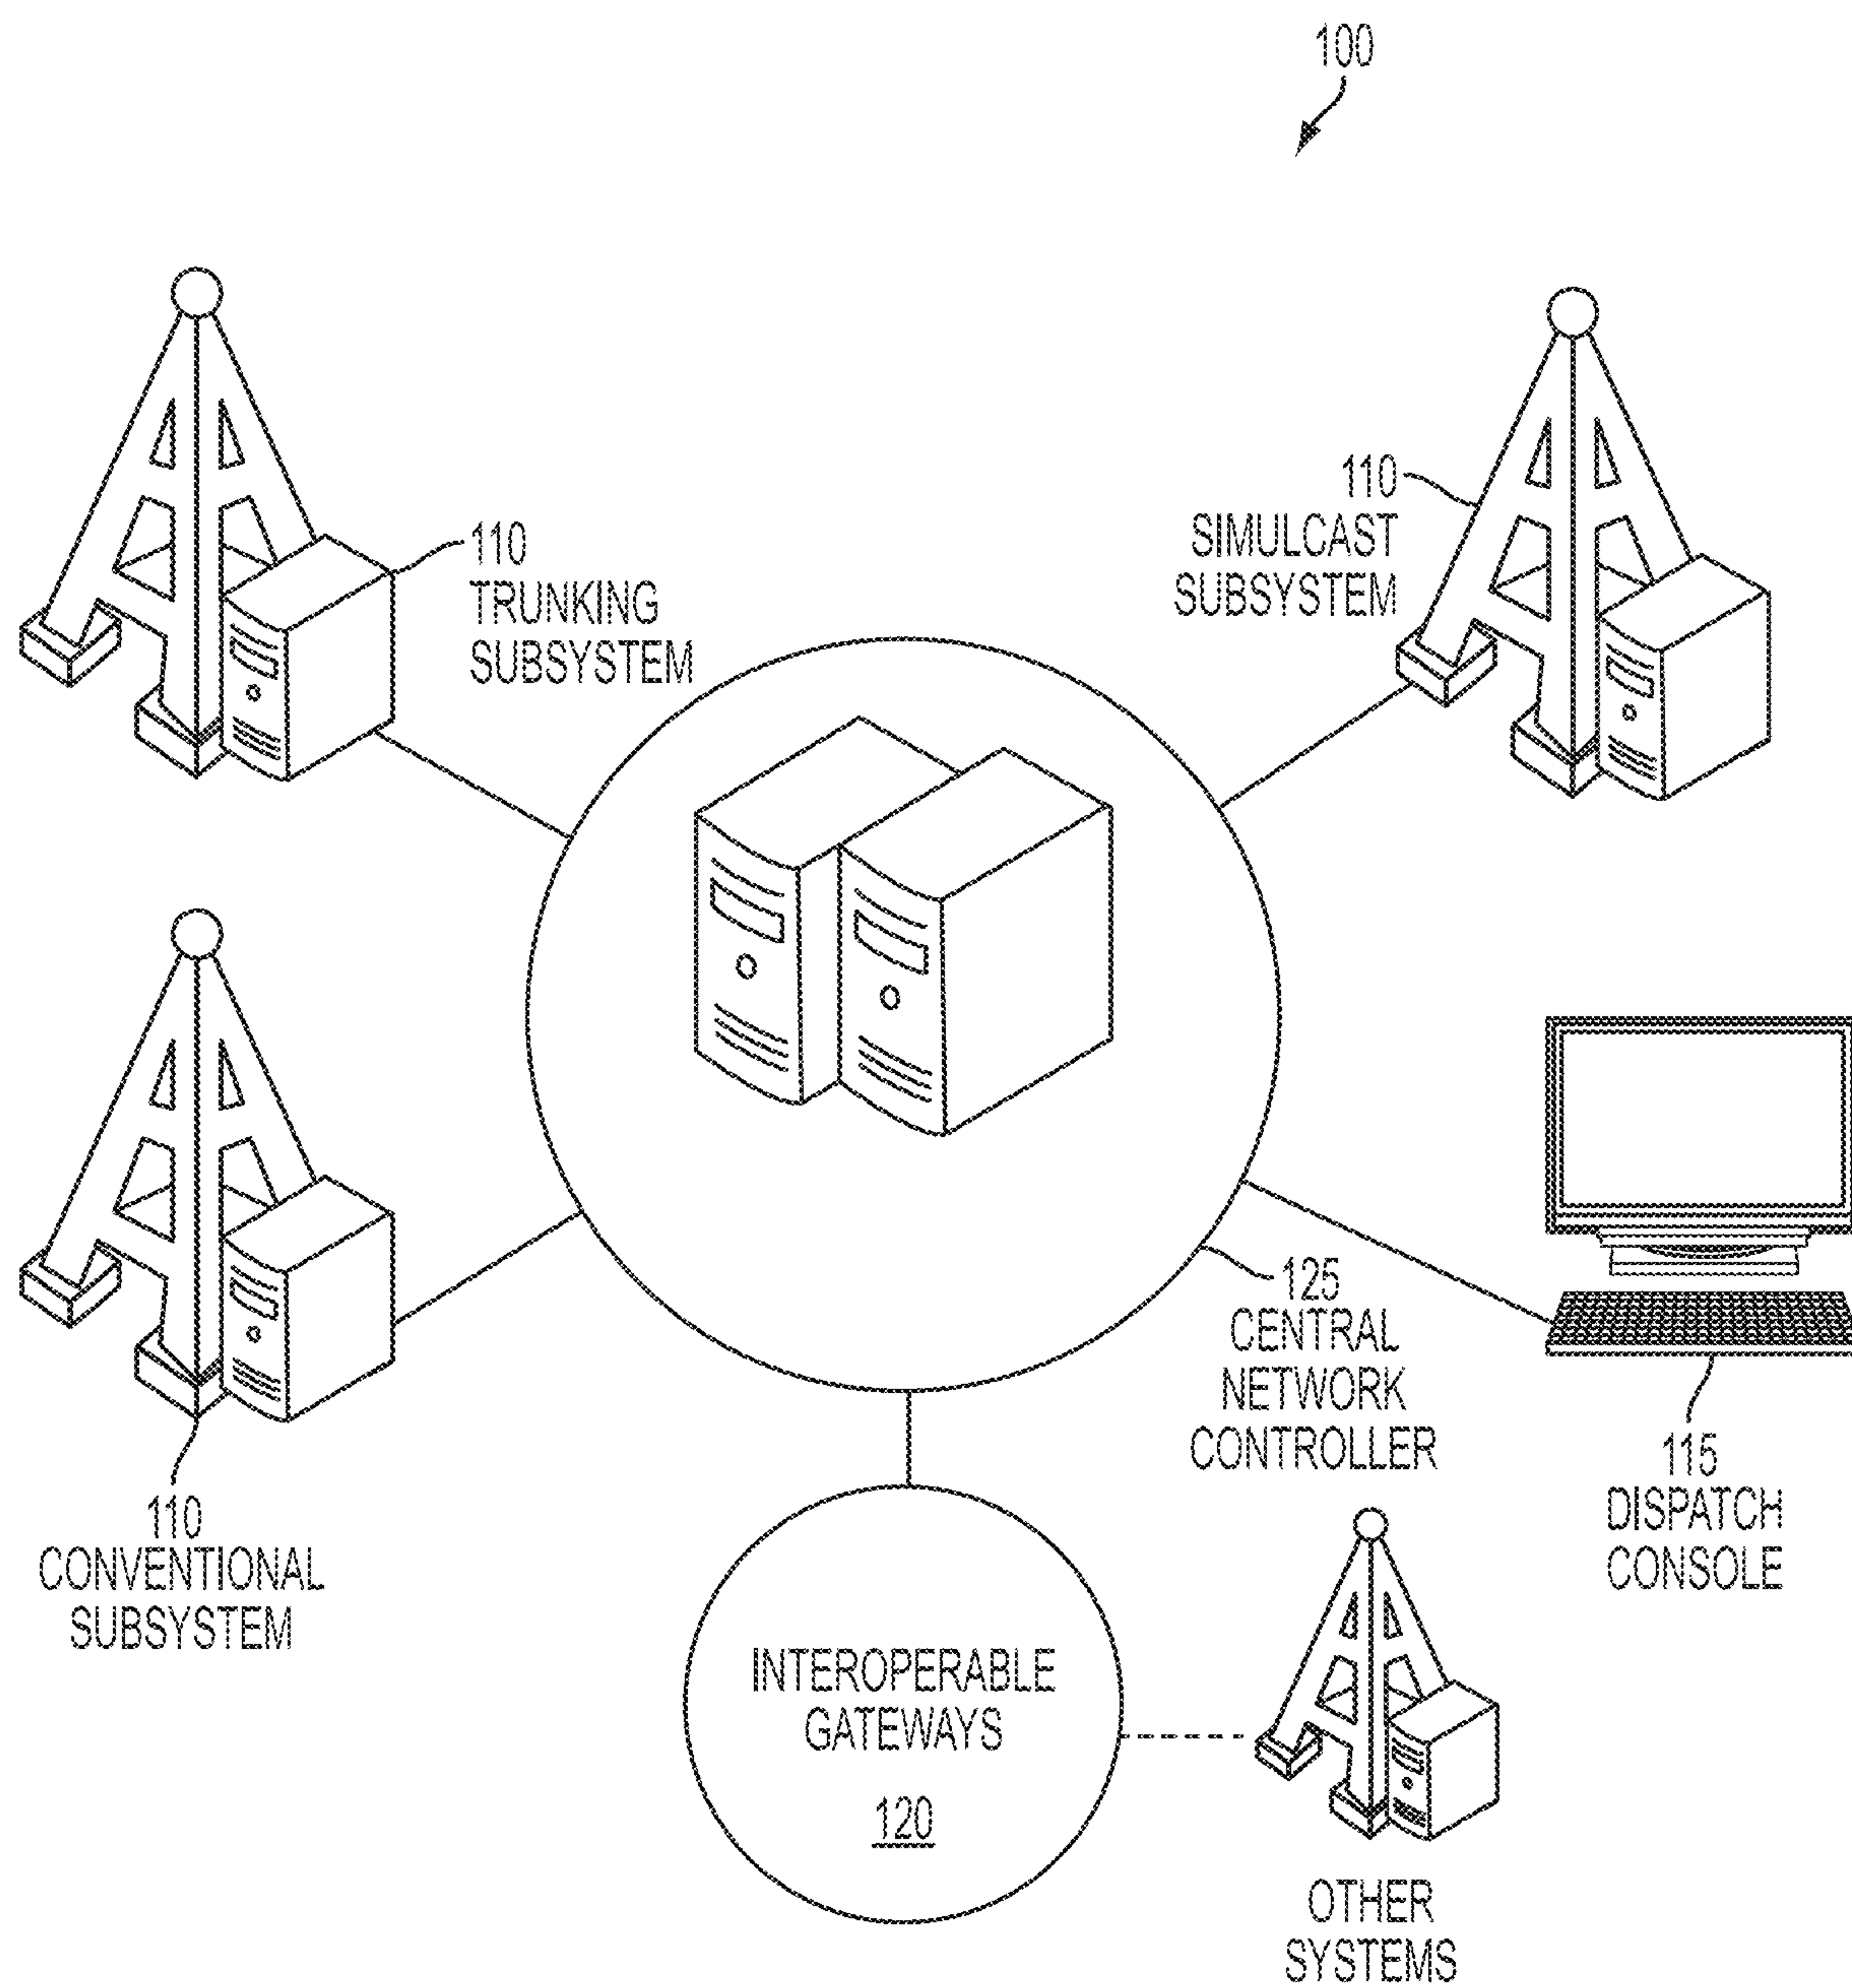 100
110
TRUNKING
SUBSYSTEM
110
SIMULCAST
SUBSYSTEM
125
CENTRAL
NETWORK
CONTROLLER
115
DISPATCH
CONSOLE
110
CONVENTIONAL
SUBSYSTEM
INTEROPERABLE
GATEWAYS
120
OTHER
SYSTEMS